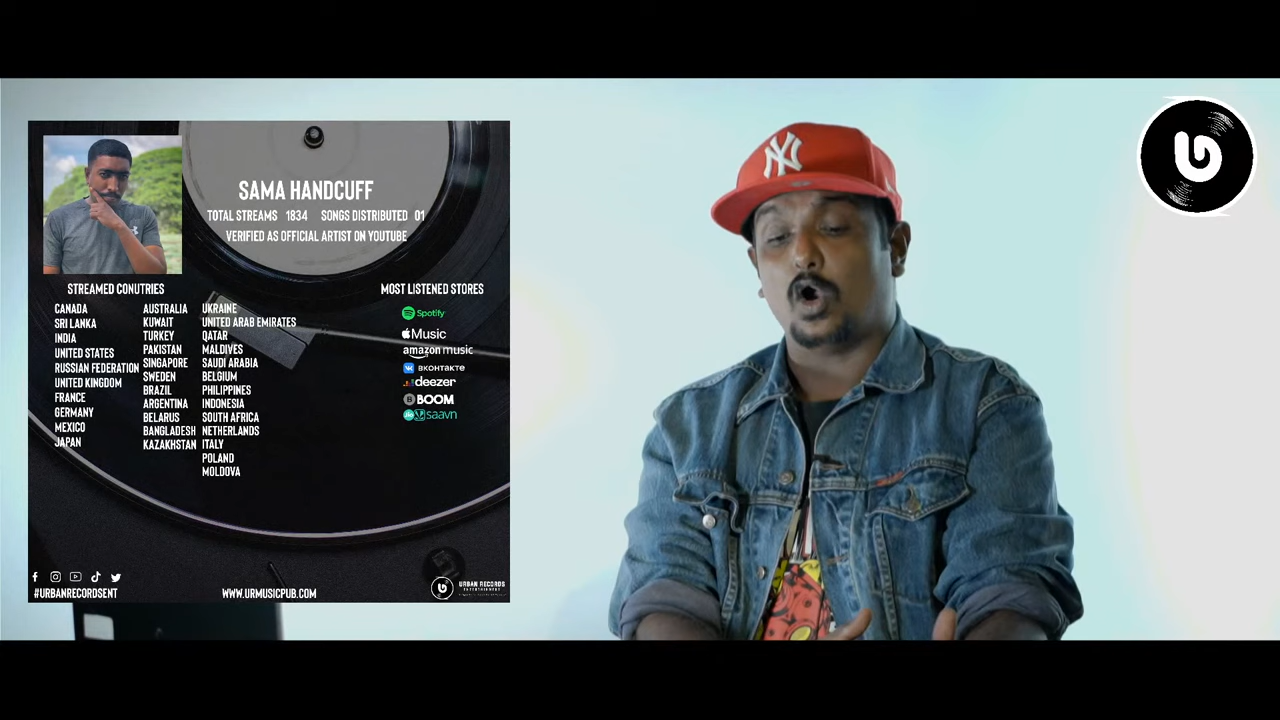 SAMA HANDCUFF
TOTAL STREAMS 1834 SONGS DISTRIBUTED 01
VERIFIED AS OFFICIAL ARTIST ON YOUTUBE
STREAMED CONUTRIES
CANADA
SRI LANKA
INDIA
UNITED STATES
RUSSIAN FEDERATION
UNITED KINGDOM
FRANCE
GERMANY
MEXICO
JAPAN
AUSTRALIA
KUWAIT
TURKEY
PAKISTAN
SINGAPORE
SWEDEN
BRAZIL
ARGENTINA
BELARUS
BANGLADESH
KAZAKHSTAN
UKRAINE
UNITED ARAB EMIRATES
QATAR
MALDIVES
SAUDI ARABIA
BELGIUM
PHILIPPINES
INDONESIA
SOUTH AFRICA
NETHERLANDS
ITALY
POLAND
MOLDOVA
MOST LISTENED STORES
Spotify
Music
amazon music
ВКОНТАКТЕ
deezer
BOOM
Jio saavn
#URBANRECORDSENT
WWW.URMUSICPUB.COM
URBAN RECORDS
ENTERTAINMENT
NY
b